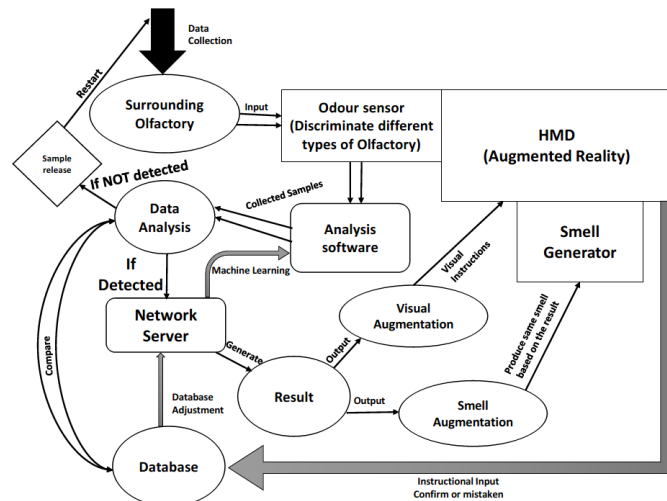 Data
Collection
Restart
Surrounding
Olfactory
Input
Odour sensor
(Discriminate different
types of Olfactory)
HMD
(Augmented Reality)
Sample
release
If NOT detected
Collected Samples
Data
Analysis
Analysis
software
Smell
Generator
Machine Learning
Visual
Instructions
If
Detected
Visual
Augmentation
Network
Server
Generate
Output
Produce same smell
based on the result
Compare
Database
Adjustment
Result
Output
Smell
Augmentation
Database
Instructional Input
Confirm or mistaken